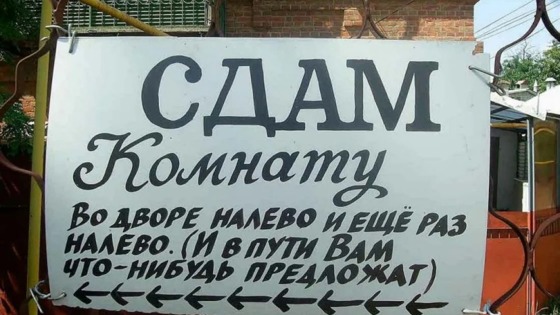 СДАМ
Комнату
Во дворе налево и ещё раз
налево. (И в пути Вам
что-нибудь предложат)